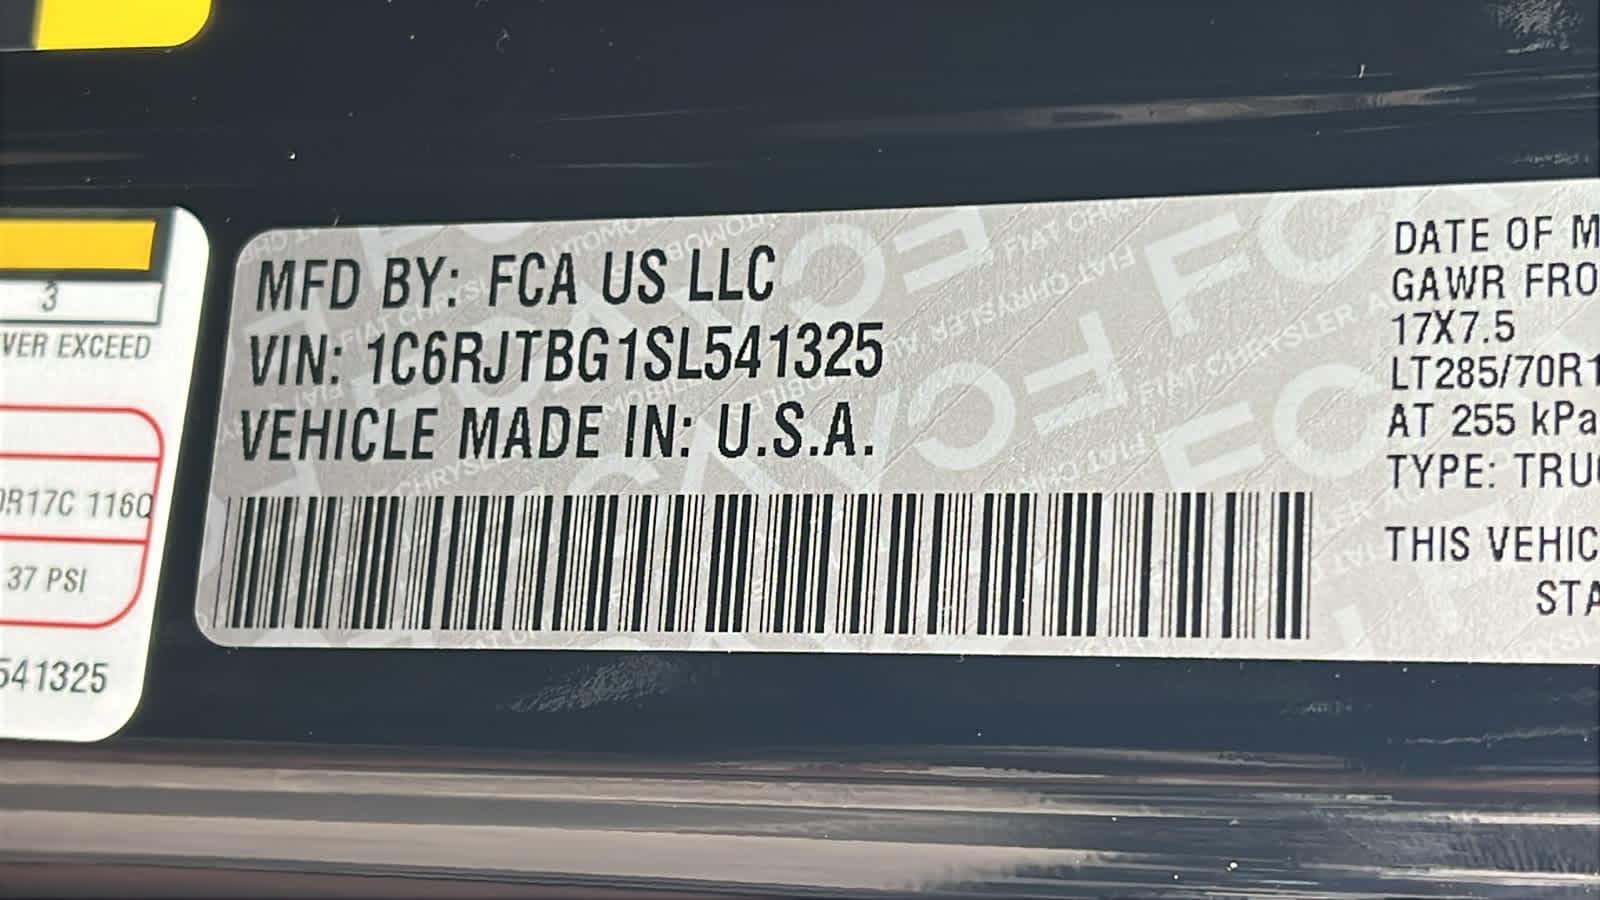 3
VER EXCEED
0R17C 116Q
37 PSI
541325
MFD BY: FCA US LLC
VIN: 1C6RJTBG1SL541325
VEHICLE MADE IN: U.S.A.
DATE OF M
GAWR FRO
17X7.5
LT285/70R1
AT 255 kPa
TYPE: TRUC
THIS VEHIC
STA